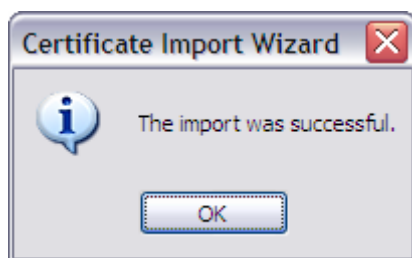 Certificate Import Wizard
The import was successful.
OK